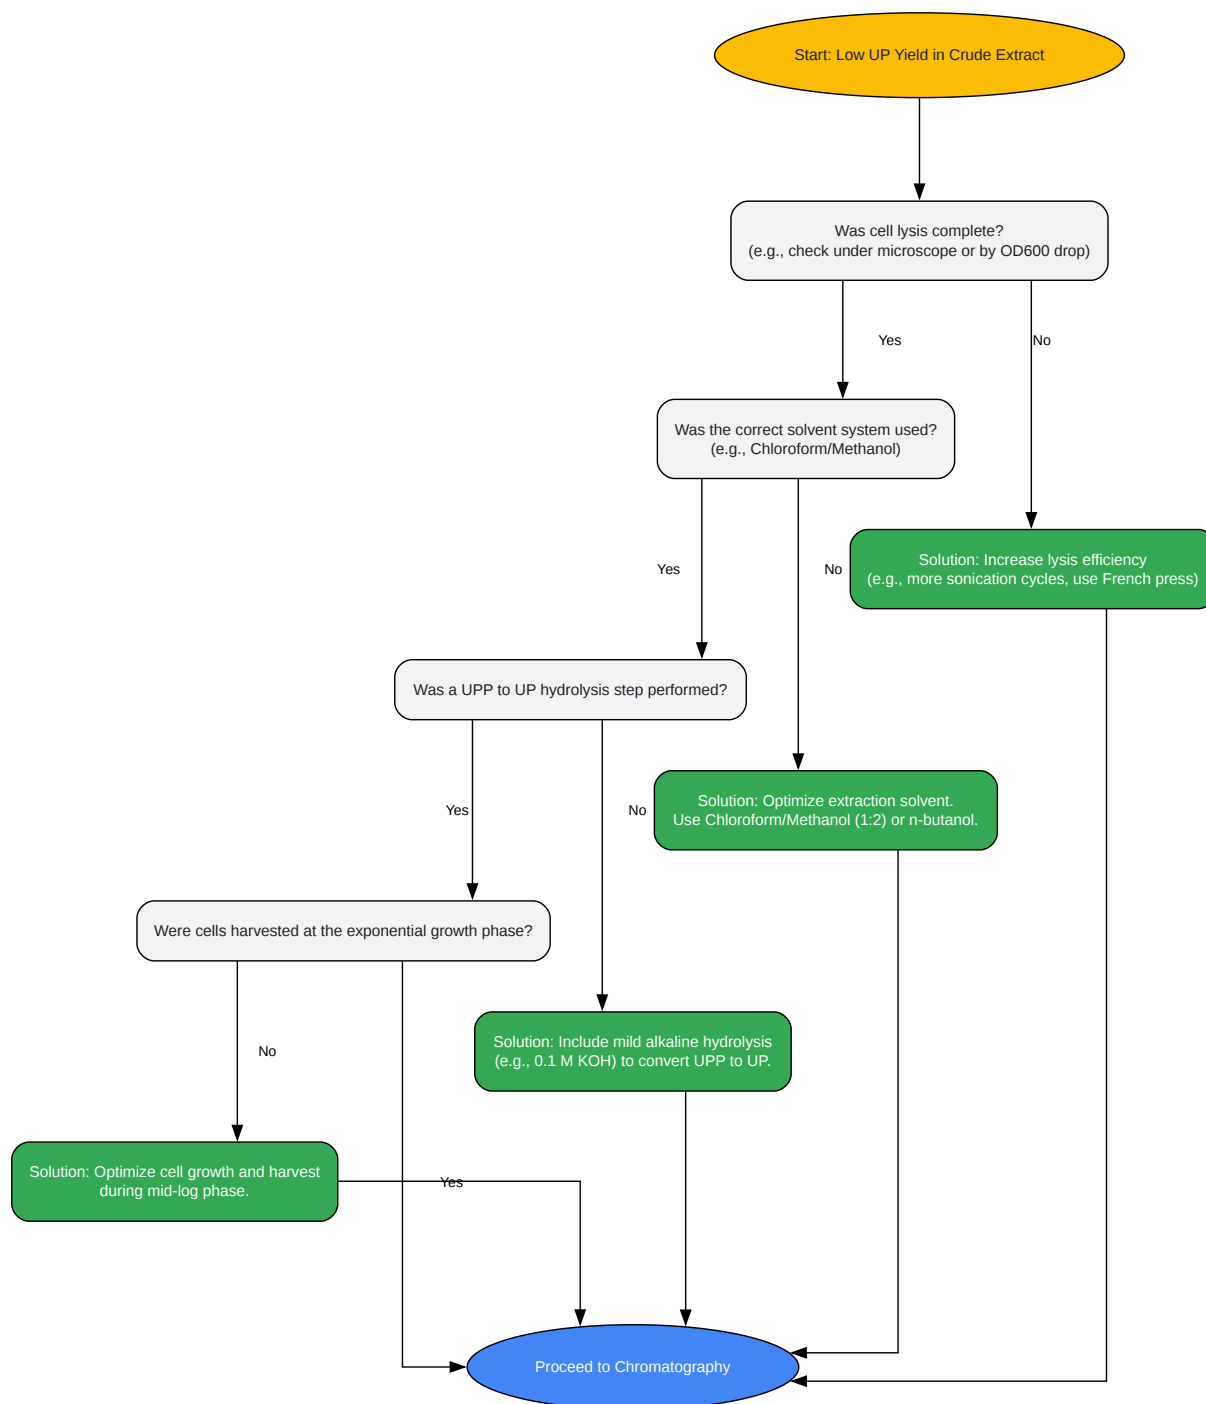 Start: Low UP Yield in Crude Extract
Was cell lysis complete?
(e.g., check under microscope or by OD600 drop)
Yes
No
Was the correct solvent system used?
(e.g., Chloroform/Methanol)
Yes
No
Solution: Increase lysis efficiency
(e.g., more sonication cycles, use French press)
Was a UPP to UP hydrolysis step performed?
Yes
No
Solution: Optimize extraction solvent.
Use Chloroform/Methanol (1:2) or n-butanol.
Were cells harvested at the exponential growth phase?
No
Solution: Include mild alkaline hydrolysis
(e.g., 0.1 M KOH) to convert UPP to UP.
Solution: Optimize cell growth and harvest
during mid-log phase.
Yes
Proceed to Chromatography